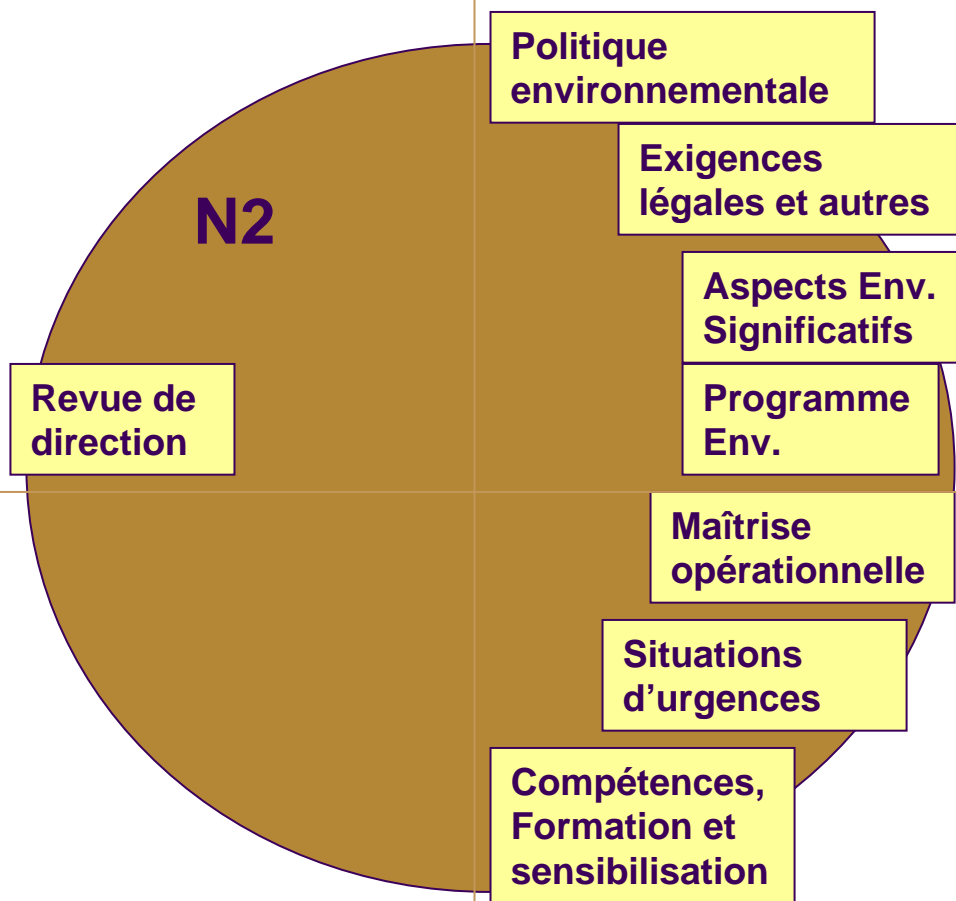 Politique
environnementale
Exigences
légales et autres
N2
Aspects Env.
Significatifs
Revue de
direction
Programme
Env.
Maîtrise
opérationnelle
Situations
d’urgences
Compétences,
Formation et
sensibilisation